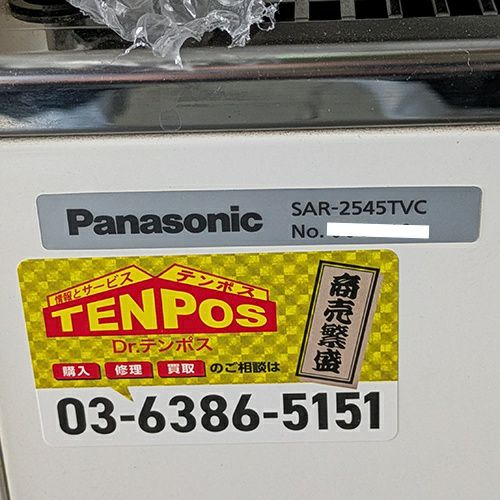 Panasonic
SAR-2545TVC
No.
情報とサービス
テンポス
TENPOS
Dr.テンポス
購入 修理 買取 のご相談は
商売繁盛
03-6386-5151